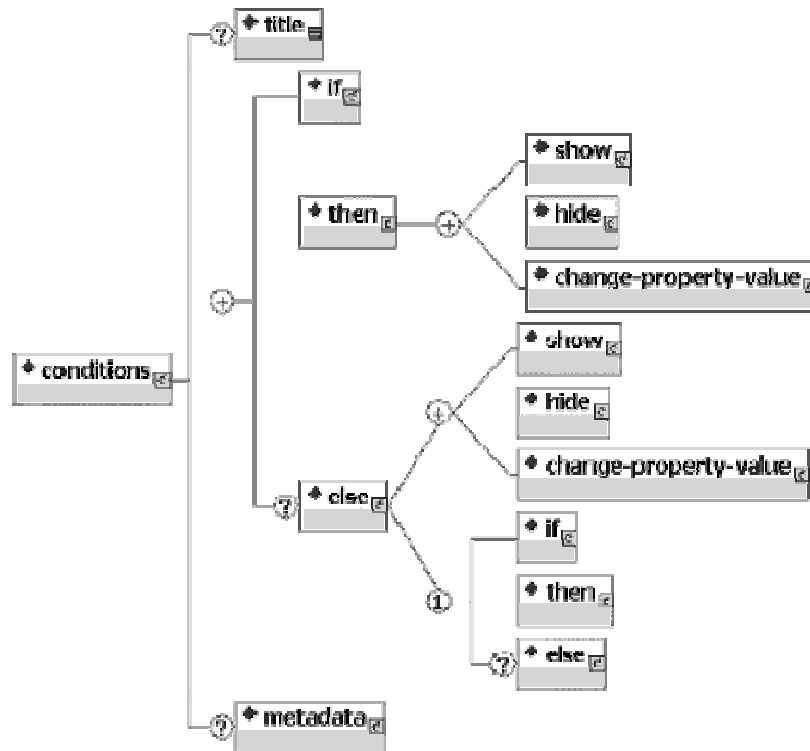 ? title
if
show
then + hide
change-property-value
+
show
conditions
+ hide
change-property-value
? else
if
1 then
? else
? metadata